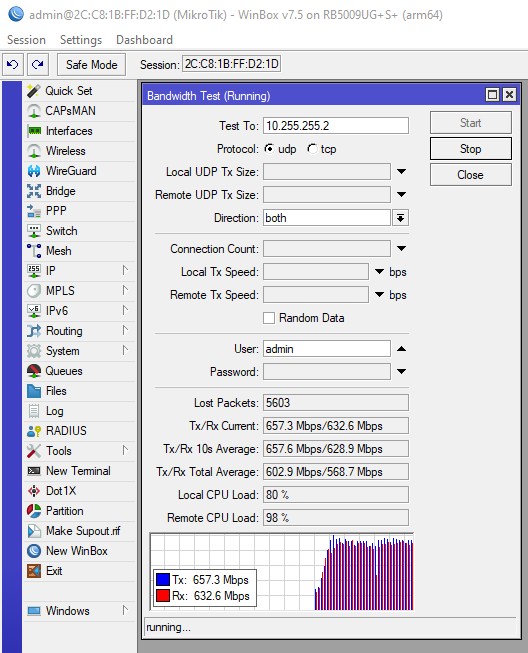 admin@2C:C8:1B:FF:D2:1D (MikroTik) - WinBox v7.5 on RB5009UG+S+ (arm64)
Session Settings Dashboard
Safe Mode Session: 2C:C8:1B:FF:D2:1D
Quick Set
CAPsMAN
Interfaces
Wireless
WireGuard
Bridge
PPP
Switch
Mesh
IP
MPLS
IPv6
Routing
System
Queues
Files
Log
RADIUS
Tools
New Terminal
Dot1X
Partition
Make Supout.rif
New WinBox
Exit
Windows
Bandwidth Test (Running)
Test To: 10.255.255.2
Protocol: udp tcp
Local UDP Tx Size:
Remote UDP Tx Size:
Direction: both
Connection Count:
Local Tx Speed: bps
Remote Tx Speed: bps
Random Data
User: admin
Password:
Lost Packets: 5603
Tx/Rx Current: 657.3 Mbps/632.6 Mbps
Tx/Rx 10s Average: 657.6 Mbps/628.9 Mbps
Tx/Rx Total Average: 602.9 Mbps/568.7 Mbps
Local CPU Load: 80 %
Remote CPU Load: 98 %
Tx: 657.3 Mbps
Rx: 632.6 Mbps
running...
Start
Stop
Close